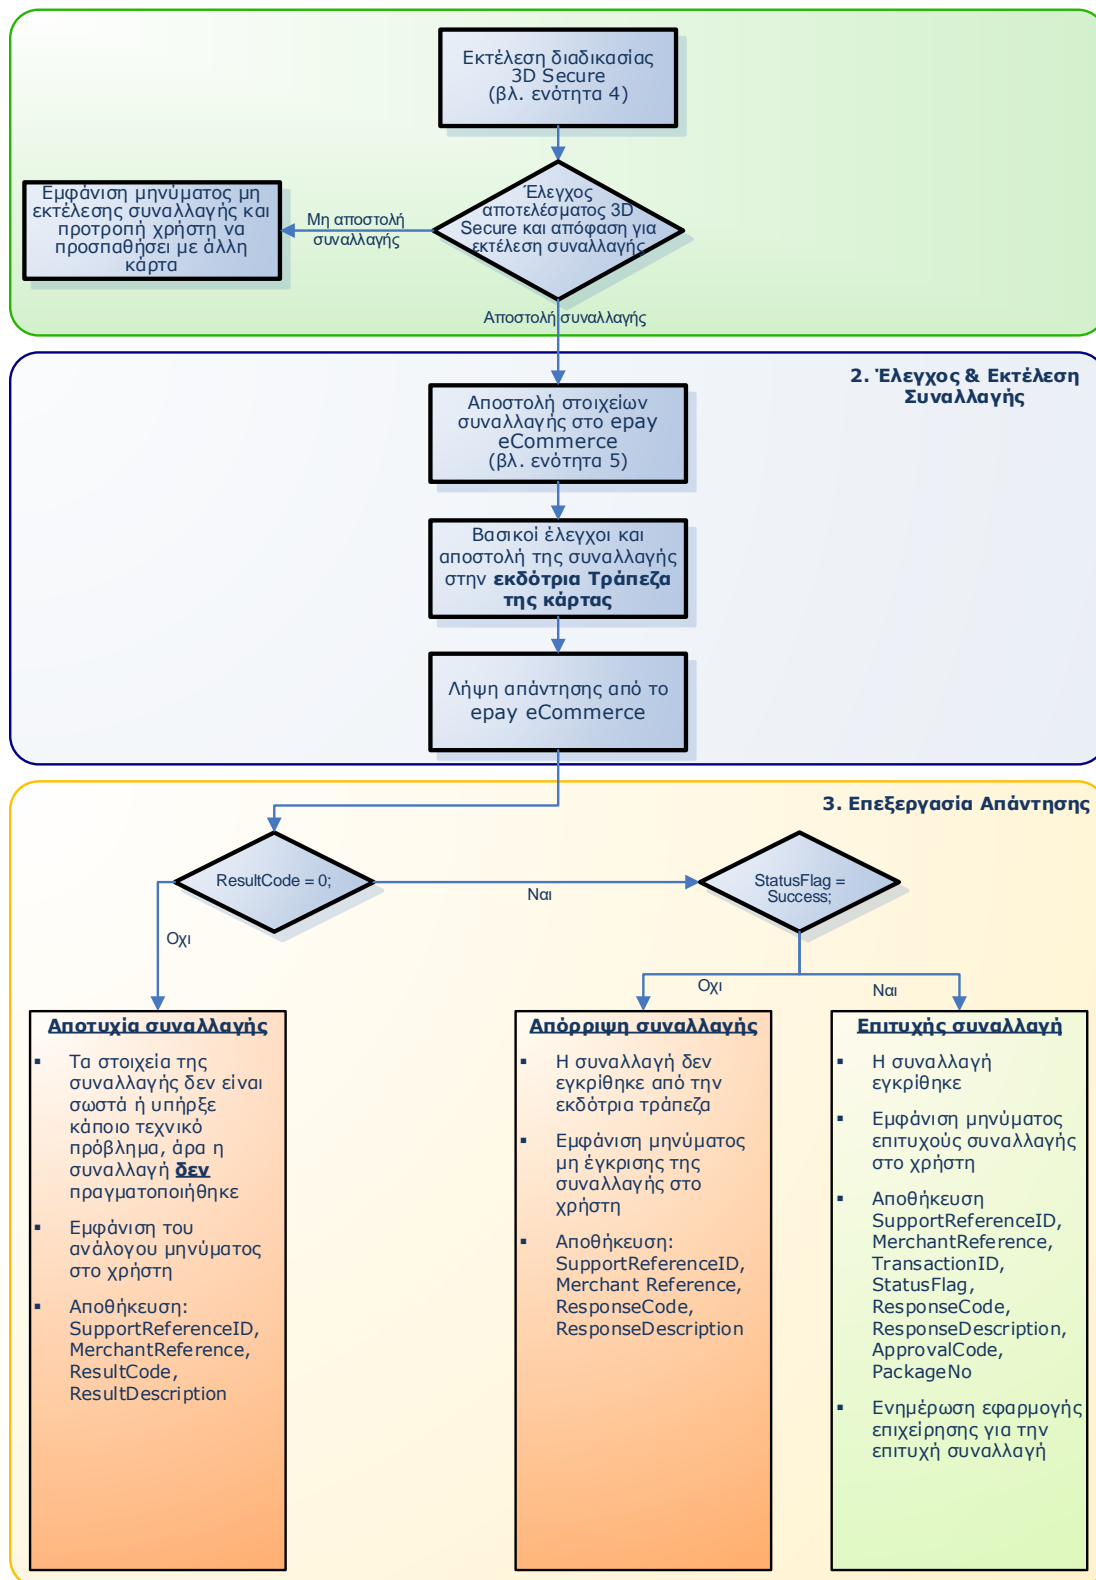 Εκτέλεση διαδικασίας
3D Secure
(βλ. ενότητα 4)
Έλεγχος
αποτελέσματος 3D
Secure και απόφαση για
εκτέλεση συναλλαγής
Μη αποστολή
συναλλαγής
Εμφάνιση μηνύματος μη
εκτέλεσης συναλλαγής και
προτροπή χρήστη να
προσπαθήσει με άλλη
κάρτα
Αποστολή συναλλαγής
2. Έλεγχος & Εκτέλεση
Συναλλαγής
Αποστολή στοιχείων
συναλλαγής στο epay
eCommerce
(βλ. ενότητα 5)
Βασικοί έλεγχοι και
αποστολή της συναλλαγής
στην εκδότρια Τράπεζα
της κάρτας
Λήψη απάντησης από το
epay eCommerce
3. Επεξεργασία Απάντησης
ResultCode = 0;
Ναι
StatusFlag =
Success;
Οχι
Οχι
Ναι
Αποτυχία συναλλαγής
▪ Τα στοιχεία της
συναλλαγής δεν είναι
σωστά ή υπήρξε
κάποιο τεχνικό
πρόβλημα, άρα η
συναλλαγή δεν
πραγματοποιήθηκε
▪ Εμφάνιση του
ανάλογου μηνύματος
στο χρήστη
▪ Αποθήκευση:
SupportReferenceID,
MerchantReference,
ResultCode,
ResultDescription
Απόρριψη συναλλαγής
▪ Η συναλλαγή δεν
εγκρίθηκε από την
εκδότρια τράπεζα
▪ Εμφάνιση μηνύματος
μη έγκρισης της
συναλλαγής στο
χρήστη
▪ Αποθήκευση:
SupportReferenceID,
Merchant Reference,
ResponseCode,
ResponseDescription
Επιτυχής συναλλαγή
▪ Η συναλλαγή
εγκρίθηκε
▪ Εμφάνιση μηνύματος
επιτυχούς συναλλαγής
στο χρήστη
▪ Αποθήκευση
SupportReferenceID,
MerchantReference,
TransactionID,
StatusFlag,
ResponseCode,
ResponseDescription,
ApprovalCode,
PackageNo
▪ Ενημέρωση εφαρμογής
επιχείρησης για την
επιτυχή συναλλαγή